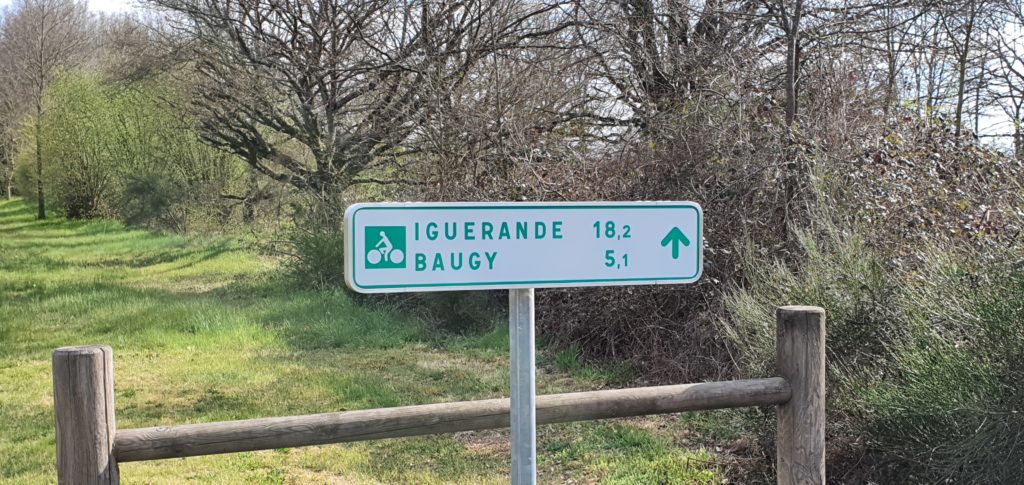 IGUERANDE 18,2
BAUGY 5,1